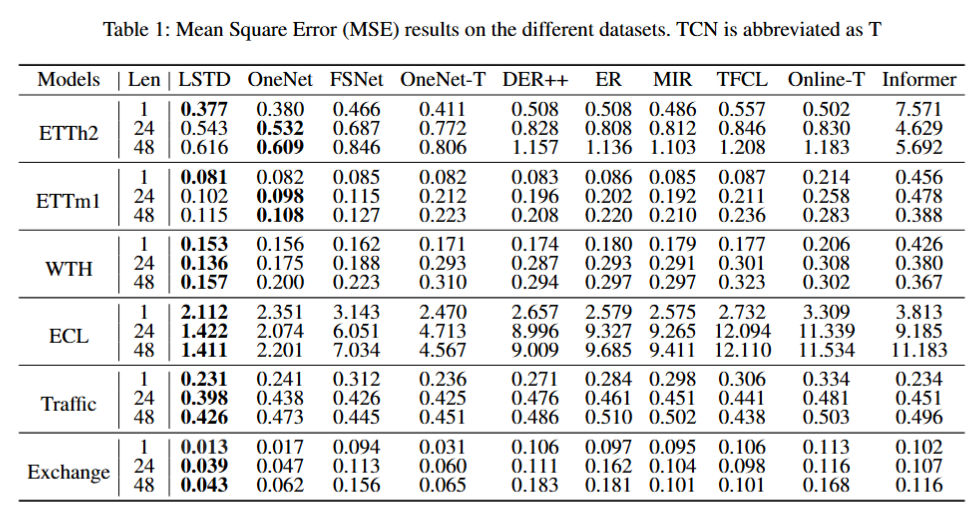 Table 1: Mean Square Error (MSE) results on the different datasets. TCN is abbreviated as T
Models Len LSTD OneNet FSNet OneNet-T DER++ ER MIR TFCL Online-T Informer
1 0.377 0.380 0.466 0.411 0.508 0.508 0.486 0.557 0.502 7.571
ETTh2 24 0.543 0.532 0.687 0.772 0.828 0.808 0.812 0.846 0.830 4.629
48 0.616 0.609 0.846 0.806 1.157 1.136 1.103 1.208 1.183 5.692
1 0.081 0.082 0.085 0.082 0.083 0.086 0.085 0.087 0.214 0.456
ETTm1 24 0.102 0.098 0.115 0.212 0.196 0.202 0.192 0.211 0.258 0.478
48 0.115 0.108 0.127 0.223 0.208 0.220 0.210 0.236 0.283 0.388
1 0.153 0.156 0.162 0.171 0.174 0.180 0.179 0.177 0.206 0.426
WTH 24 0.136 0.175 0.188 0.293 0.287 0.293 0.291 0.301 0.308 0.380
48 0.157 0.200 0.223 0.310 0.294 0.297 0.297 0.323 0.302 0.367
1 2.112 2.351 3.143 2.470 2.657 2.579 2.575 2.732 3.309 3.813
ECL 24 1.422 2.074 6.051 4.713 8.996 9.327 9.265 12.094 11.339 9.185
48 1.411 2.201 7.034 4.567 9.009 9.685 9.411 12.110 11.534 11.183
1 0.231 0.241 0.312 0.236 0.271 0.284 0.298 0.306 0.334 0.234
Traffic 24 0.398 0.438 0.426 0.425 0.476 0.461 0.451 0.441 0.481 0.451
48 0.426 0.473 0.445 0.451 0.486 0.510 0.502 0.438 0.503 0.496
1 0.013 0.017 0.094 0.031 0.106 0.097 0.095 0.106 0.113 0.102
Exchange 24 0.039 0.047 0.113 0.060 0.111 0.162 0.104 0.098 0.116 0.107
48 0.043 0.062 0.156 0.065 0.183 0.181 0.101 0.101 0.168 0.116